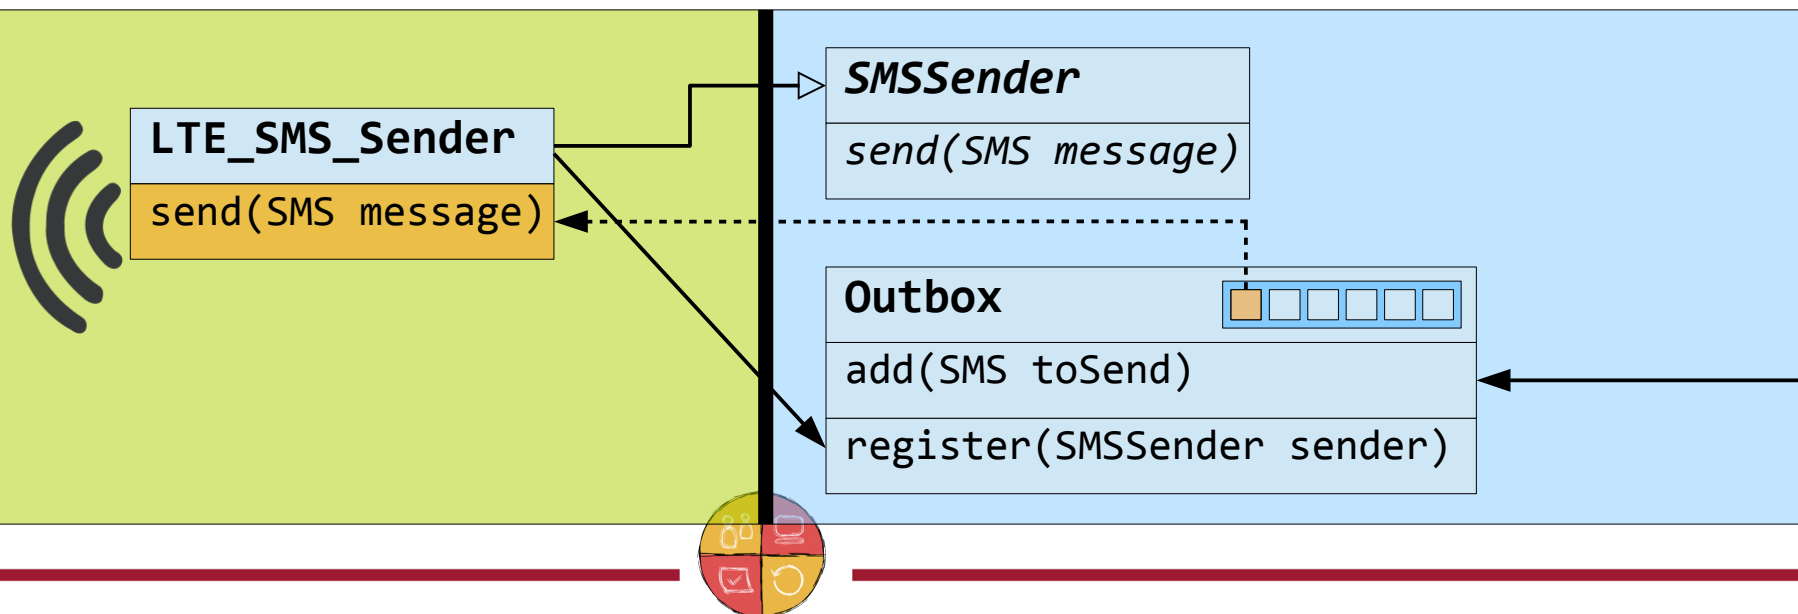 LTE_SMS_Sender
send(SMS message)
SMSSender
send(SMS message)
Outbox
add(SMS toSend)
register(SMSSender sender)